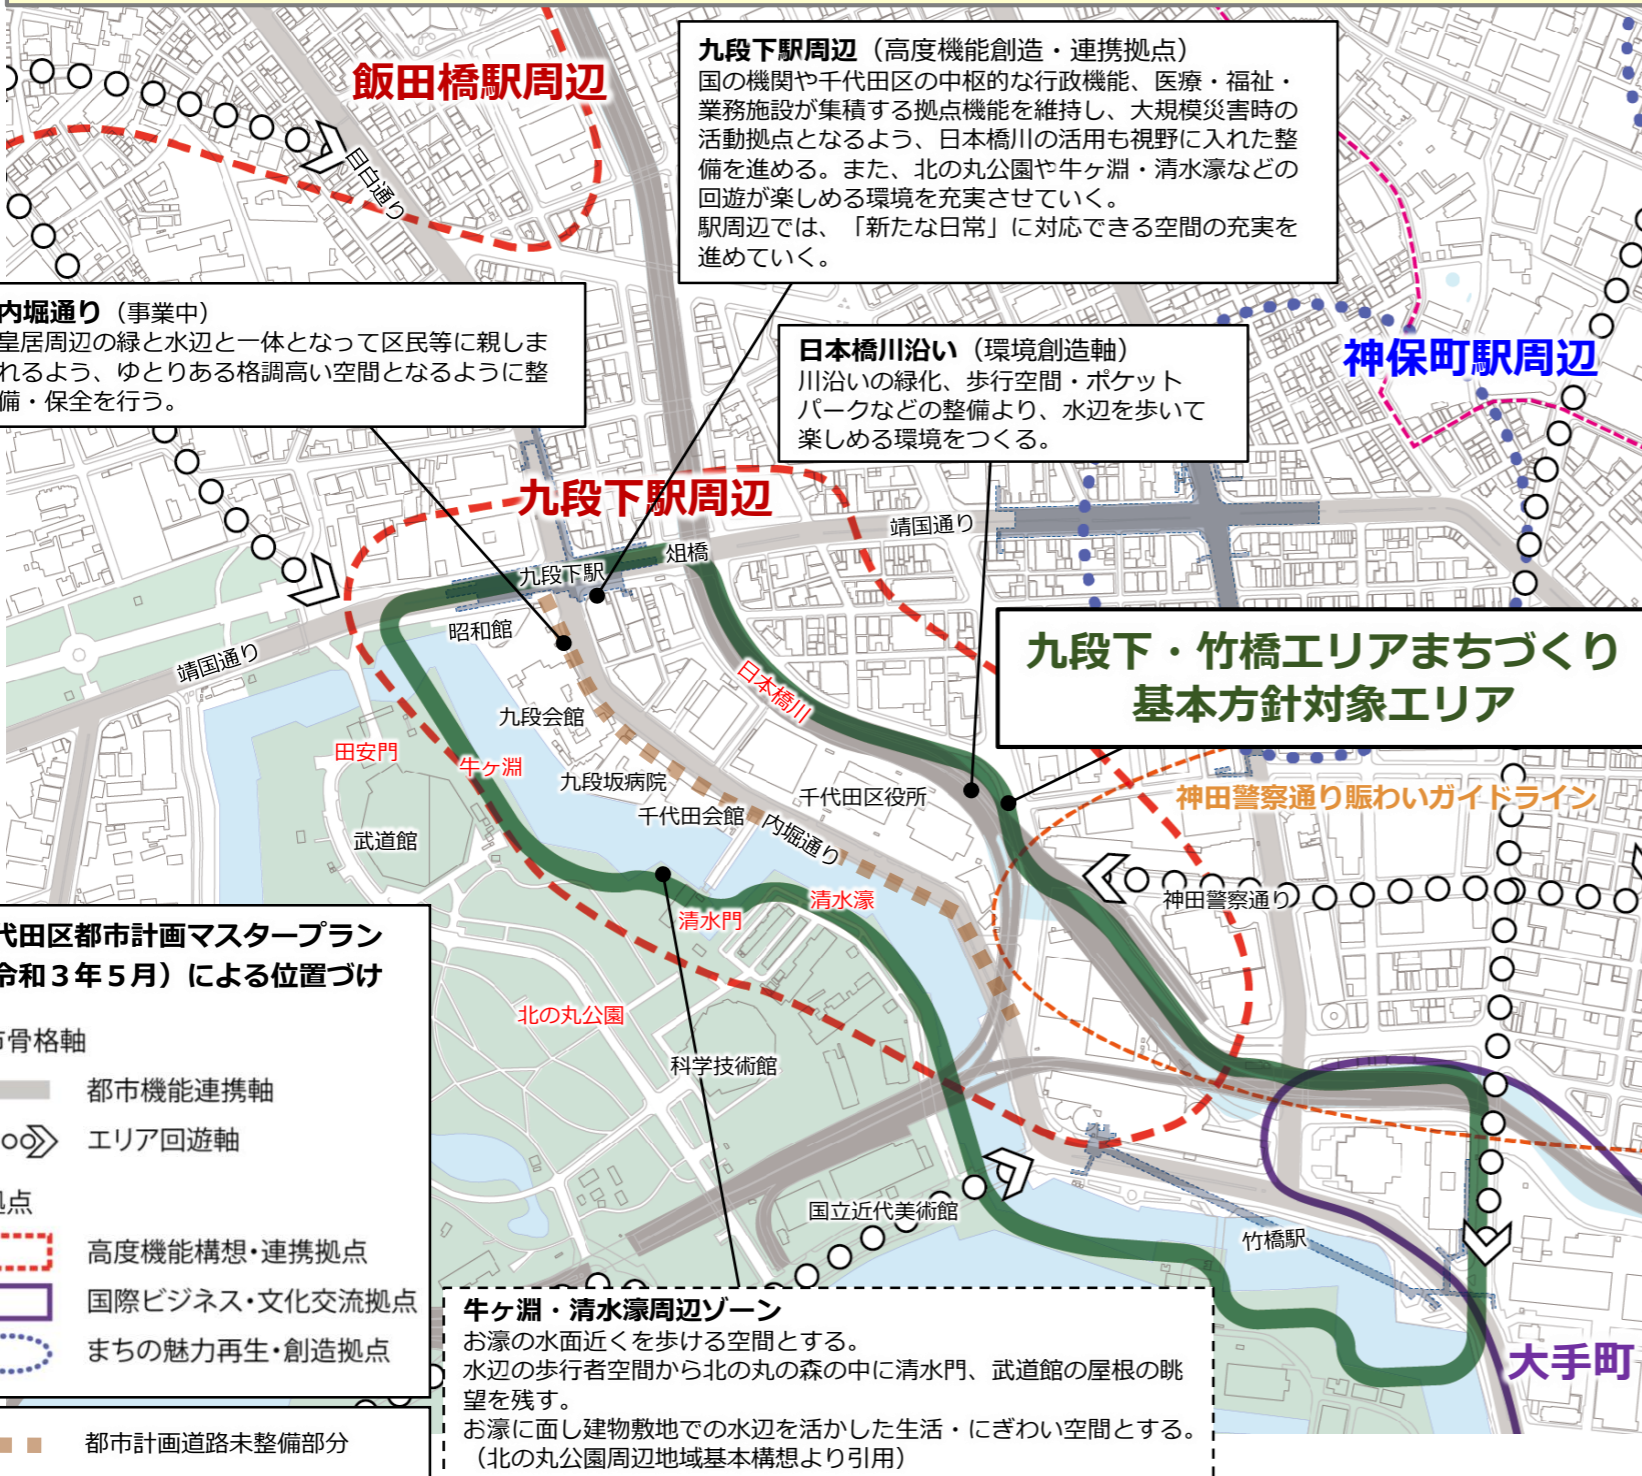 飯田橋駅周辺
目白通り
九段下駅周辺（高度機能創造・連携拠点）
国の機関や千代田区の中枢的な行政機能、医療・福祉・
業務施設が集積する拠点機能を維持し、大規模災害時の
活動拠点となるよう、日本橋川の活用も視野に入れた整
備を進める。また、北の丸公園や牛ヶ淵・清水濠などの
回遊が楽しめる環境を充実させていく。
駅周辺では、「新たな日常」に対応できる空間の充実を
進めていく。
内堀通り（事業中）
皇居周辺の緑と水辺と一体となって区民等に親しま
れるよう、ゆとりある格調高い空間となるように整
備・保全を行う。
日本橋川沿い（環境創造軸）
川沿いの緑化、歩行空間・ポケット
パークなどの整備より、水辺を歩いて
楽しめる環境をつくる。
神保町駅周辺
九段下駅周辺
靖国通り
俎橋
九段下駅
昭和館
靖国通り
九段下・竹橋エリアまちづくり
基本方針対象エリア
日本橋川
九段会館
田安門
牛ヶ淵
九段坂病院
千代田会館
千代田区役所
内堀通り
武道館
神田警察通り賑わいガイドライン
神田警察通り
清水濠
清水門
北の丸公園
科学技術館
国立近代美術館
竹橋駅
大手町
代田区都市計画マスタープラン
令和３年５月）による位置づけ
市骨格軸
都市機能連携軸
エリア回遊軸
拠点
高度機能構想・連携拠点
国際ビジネス・文化交流拠点
まちの魅力再生・創造拠点
都市計画道路未整備部分
牛ヶ淵・清水濠周辺ゾーン
お濠の水面近くを歩ける空間とする。
水辺の歩行者空間から北の丸の森の中に清水門、武道館の屋根の眺
望を残す。
お濠に面し建物敷地での水辺を活かした生活・にぎわい空間とする。
（北の丸公園周辺地域基本構想より引用）